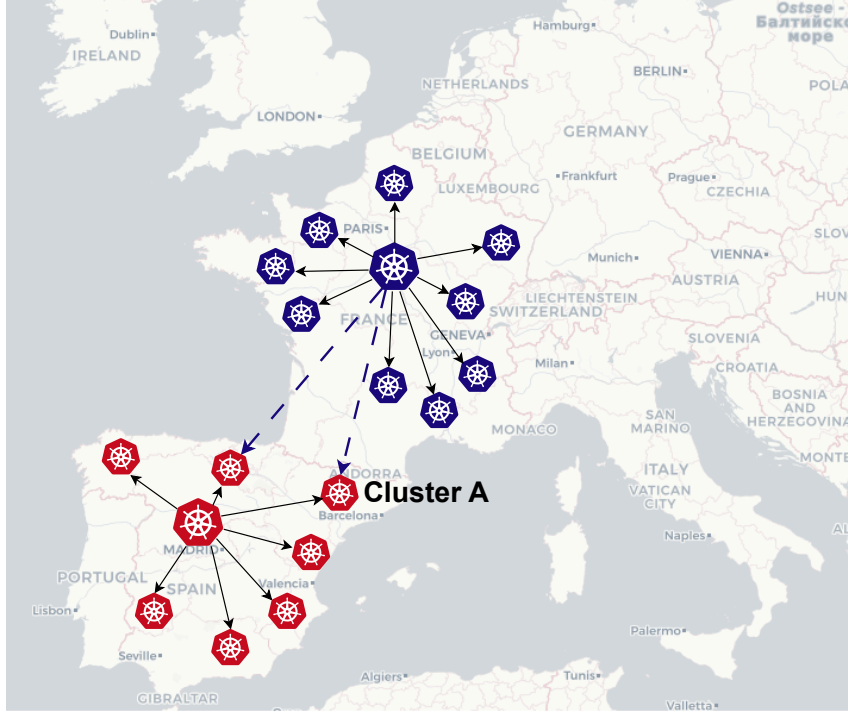 Ostsee -
Балтийско
море
Hamburg
Dublin
IRELAND
BERLIN
NETHERLANDS
POLA
LONDON
GERMANY
BELGIUM
Frankfurt
Prague
LUXEMBOURG
CZECHIA
PARIS
SLOV
Munich
VIENNA
AUSTRIA
LIECHTENSTEIN
HUN
SWITZERLAND
FRANCE
GENEVA
SLOVENIA
Lyon
Milan
CROATIA
BOSNIA
AND
HERZEGOVINA
SAN
MARINO
MONACO
MONTE
ANDORRA
ITALY
Cluster A
VATICAN
CITY
Barcelona
Naples
MADRID
PORTUGAL
SPAIN
Valencia
Lisbon
Palermo
Seville
Algiers
Tunis
GIBRALTAR
Valletta